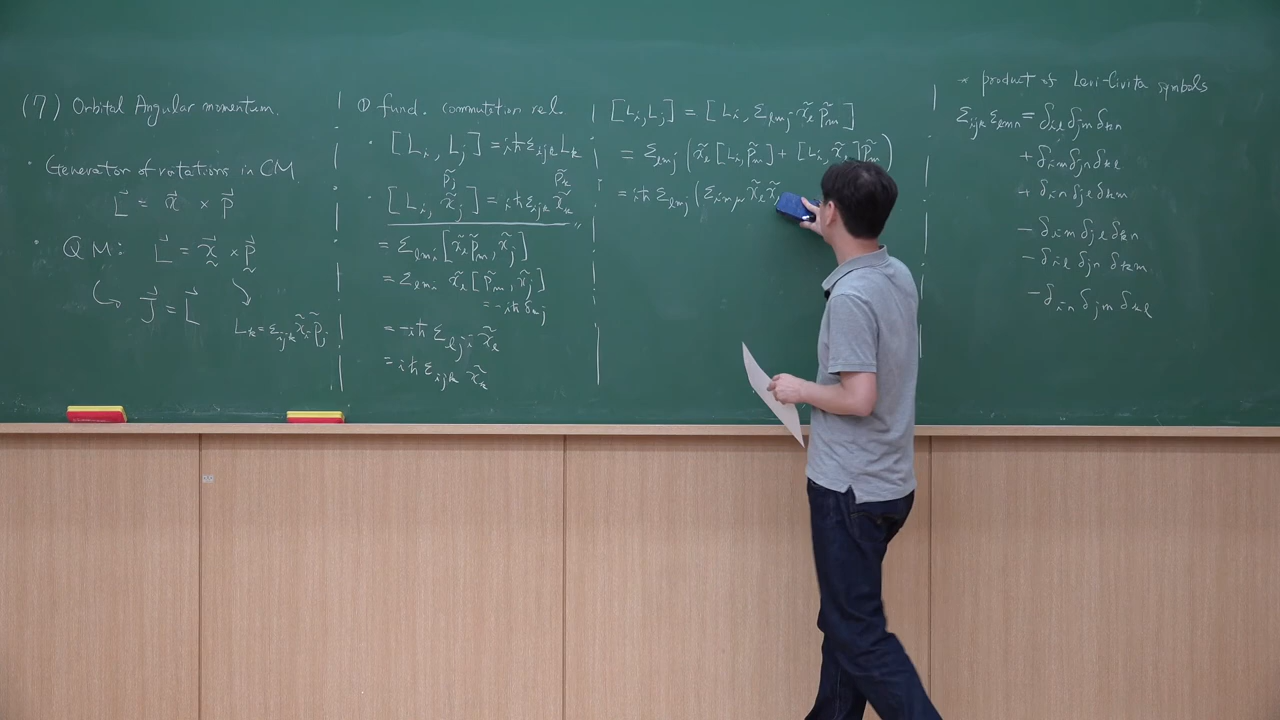 (7) Orbital Angular momentum.
· Generator of rotations in CM
L⃗ = x⃗ × p⃗
· QM: L⃗ = x̰⃗ × p̰⃗
J⃗ = L⃗
L_k = ε_ijk x̃_i p̃_j
① fund. commutation rel.
· [L_i, L_j] = iħ ε_ijk L_k
p̃_j p̃_k
· [L_i, x̃_j] = iħ ε_ijk x̃_k
= ε_lmi [x̃_l p̃_m, x̃_j]
= ε_lmi x̃_l [p̃_m, x̃_j]
= -iħ δ_kj
= -iħ ε_lji x̃_l
= iħ ε_ijk x̃_k
[L_i, L_j] = [L_i, ε_lmj x̃_l p̃_m]
= ε_lmj (x̃_l [L_i, p̃_m] + [L_i, x̃_l] p̃_m)
= iħ ε_lmj (ε_inm x̃_l x̃
product of Levi-Civita symbols
ε_ijk ε_lmn = δ_il δ_jm δ_kn
+ δ_im δ_jn δ_kl
+ δ_in δ_jl δ_km
- δ_im δ_jl δ_kn
- δ_il δ_jn δ_km
- δ_in δ_jm δ_kl